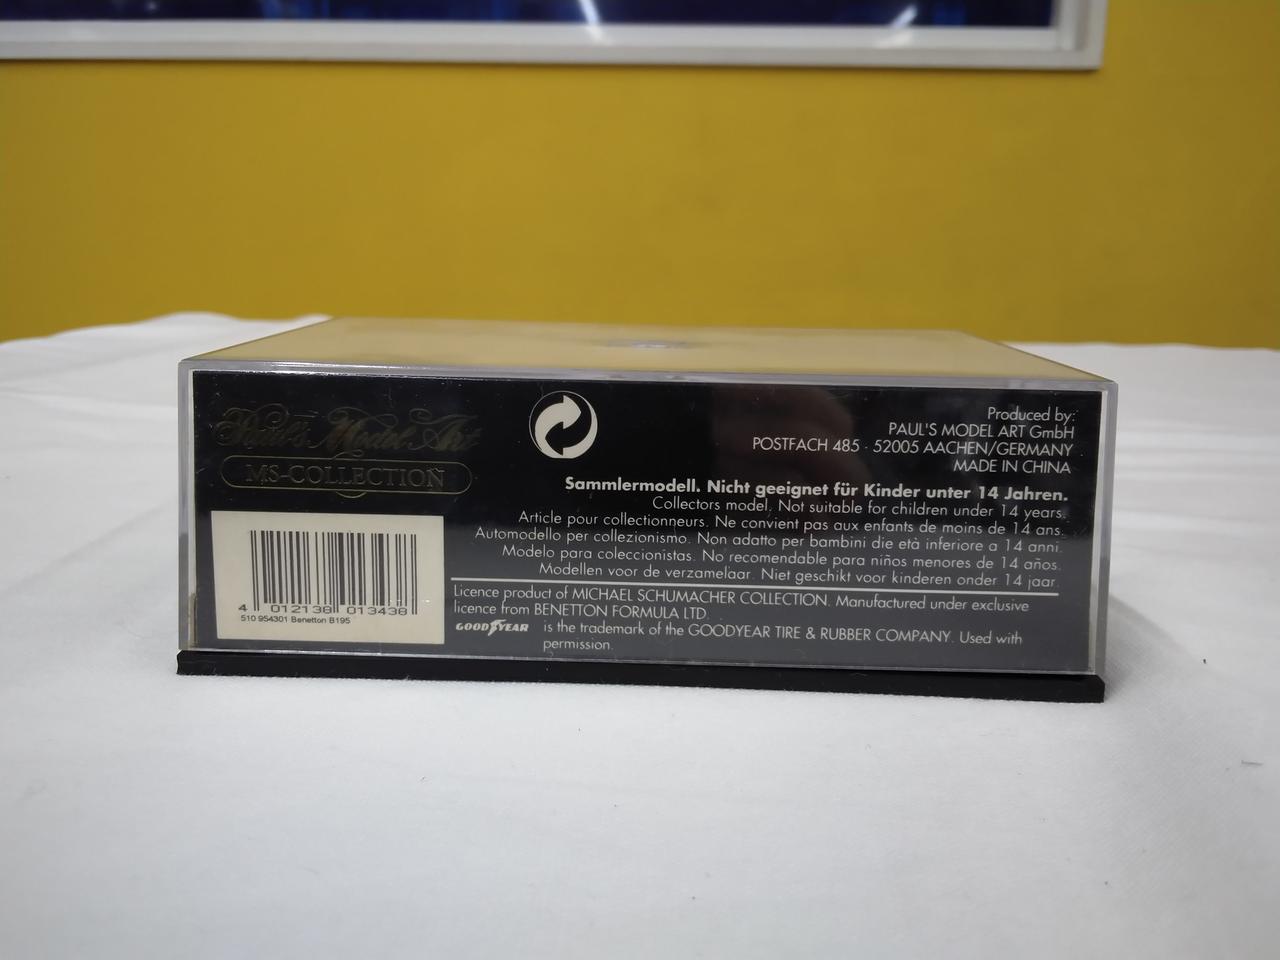 Paul's Model Art
MS-COLLECTION
4 012138 013438
510 954301 Benetton B195
Produced by:
PAUL'S MODEL ART GmbH
POSTFACH 485 · 52005 AACHEN/GERMANY
MADE IN CHINA
Sammlermodell. Nicht geeignet für Kinder unter 14 Jahren.
Collectors model. Not suitable for children under 14 years.
Article pour collectionneurs. Ne convient pas aux enfants de moins de 14 ans.
Automodello per collezionismo. Non adatto per bambini die età inferiore a 14 anni.
Modelo para coleccionistas. No recomendable para niños menores de 14 años.
Modellen voor de verzamelaar. Niet geschikt voor kinderen onder 14 jaar.
Licence product of MICHAEL SCHUMACHER COLLECTION. Manufactured under exclusive
licence from BENETTON FORMULA LTD.
GOODYEAR is the trademark of the GOODYEAR TIRE & RUBBER COMPANY. Used with
permission.